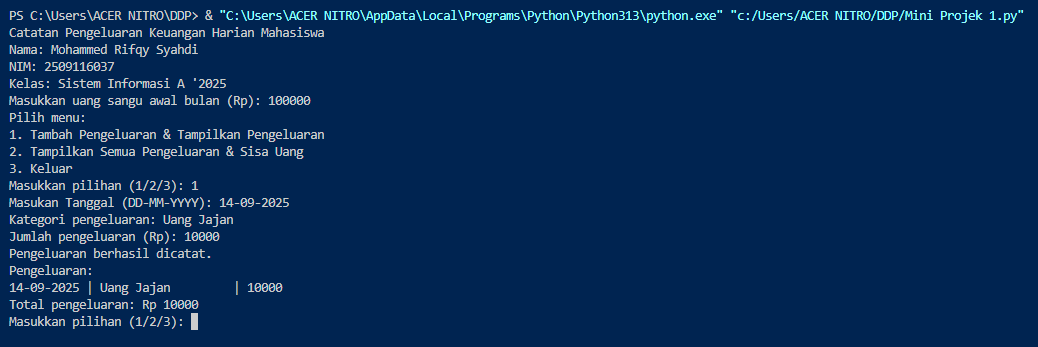 PS C:\Users\ACER NITRO\DDP> & "C:\Users\ACER NITRO\AppData\Local\Programs\Python\Python313\python.exe" "c:/Users/ACER NITRO/DDP/Mini Projek 1.py"
Catatan Pengeluaran Keuangan Harian Mahasiswa
Nama: Mohammed Rifqy Syahdi
NIM: 2509116037
Kelas: Sistem Informasi A '2025
Masukkan uang sangu awal bulan (Rp): 100000
Pilih menu:
1. Tambah Pengeluaran & Tampilkan Pengeluaran
2. Tampilkan Semua Pengeluaran & Sisa Uang
3. Keluar
Masukkan pilihan (1/2/3): 1
Masukan Tanggal (DD-MM-YYYY): 14-09-2025
Kategori pengeluaran: Uang Jajan
Jumlah pengeluaran (Rp): 10000
Pengeluaran berhasil dicatat.
Pengeluaran:
14-09-2025 | Uang Jajan         | 10000
Total pengeluaran: Rp 10000
Masukkan pilihan (1/2/3):